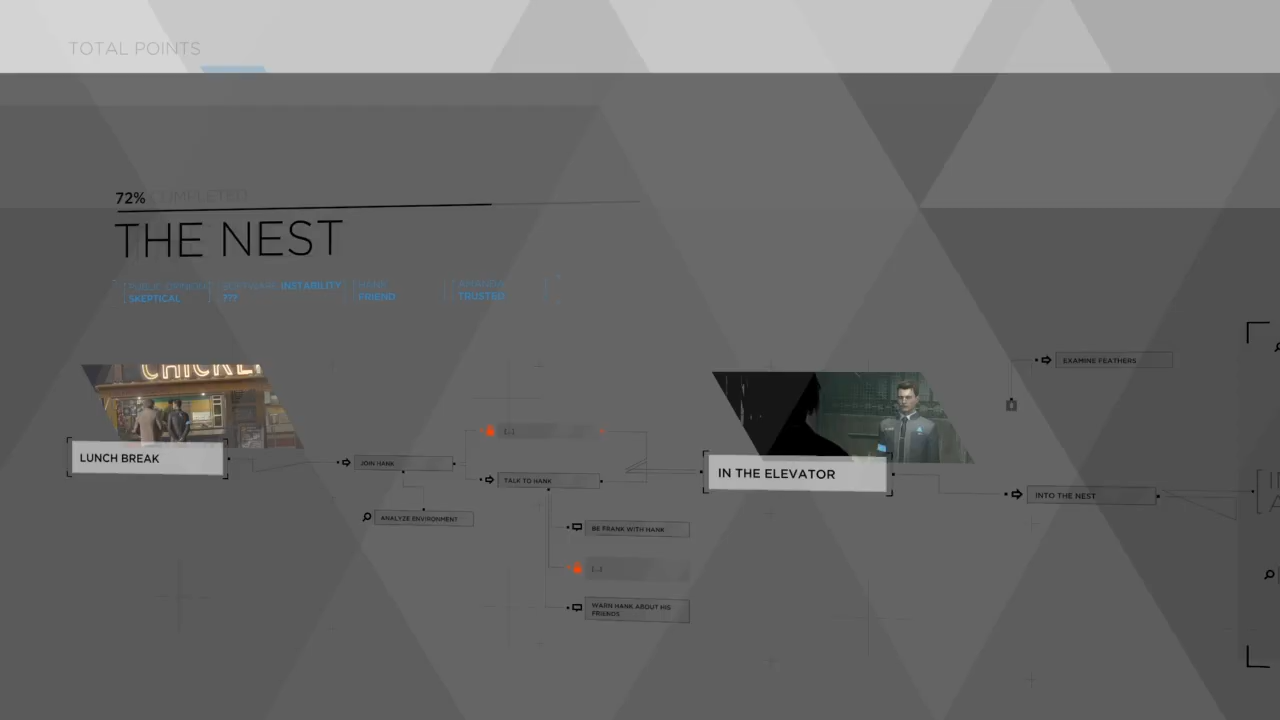 TOTAL POINTS
72% COMPLETED
THE NEST
PUBLIC OPINION
SKEPTICAL
SOFTWARE INSTABILITY
???
HANK
FRIEND
AMANDA
TRUSTED
LUNCH BREAK
JOIN HANK
ANALYZE ENVIRONMENT
[...]
TALK TO HANK
BE FRANK WITH HANK
[...]
WARN HANK ABOUT HIS
FRIENDS
IN THE ELEVATOR
EXAMINE FEATHERS
INTO THE NEST